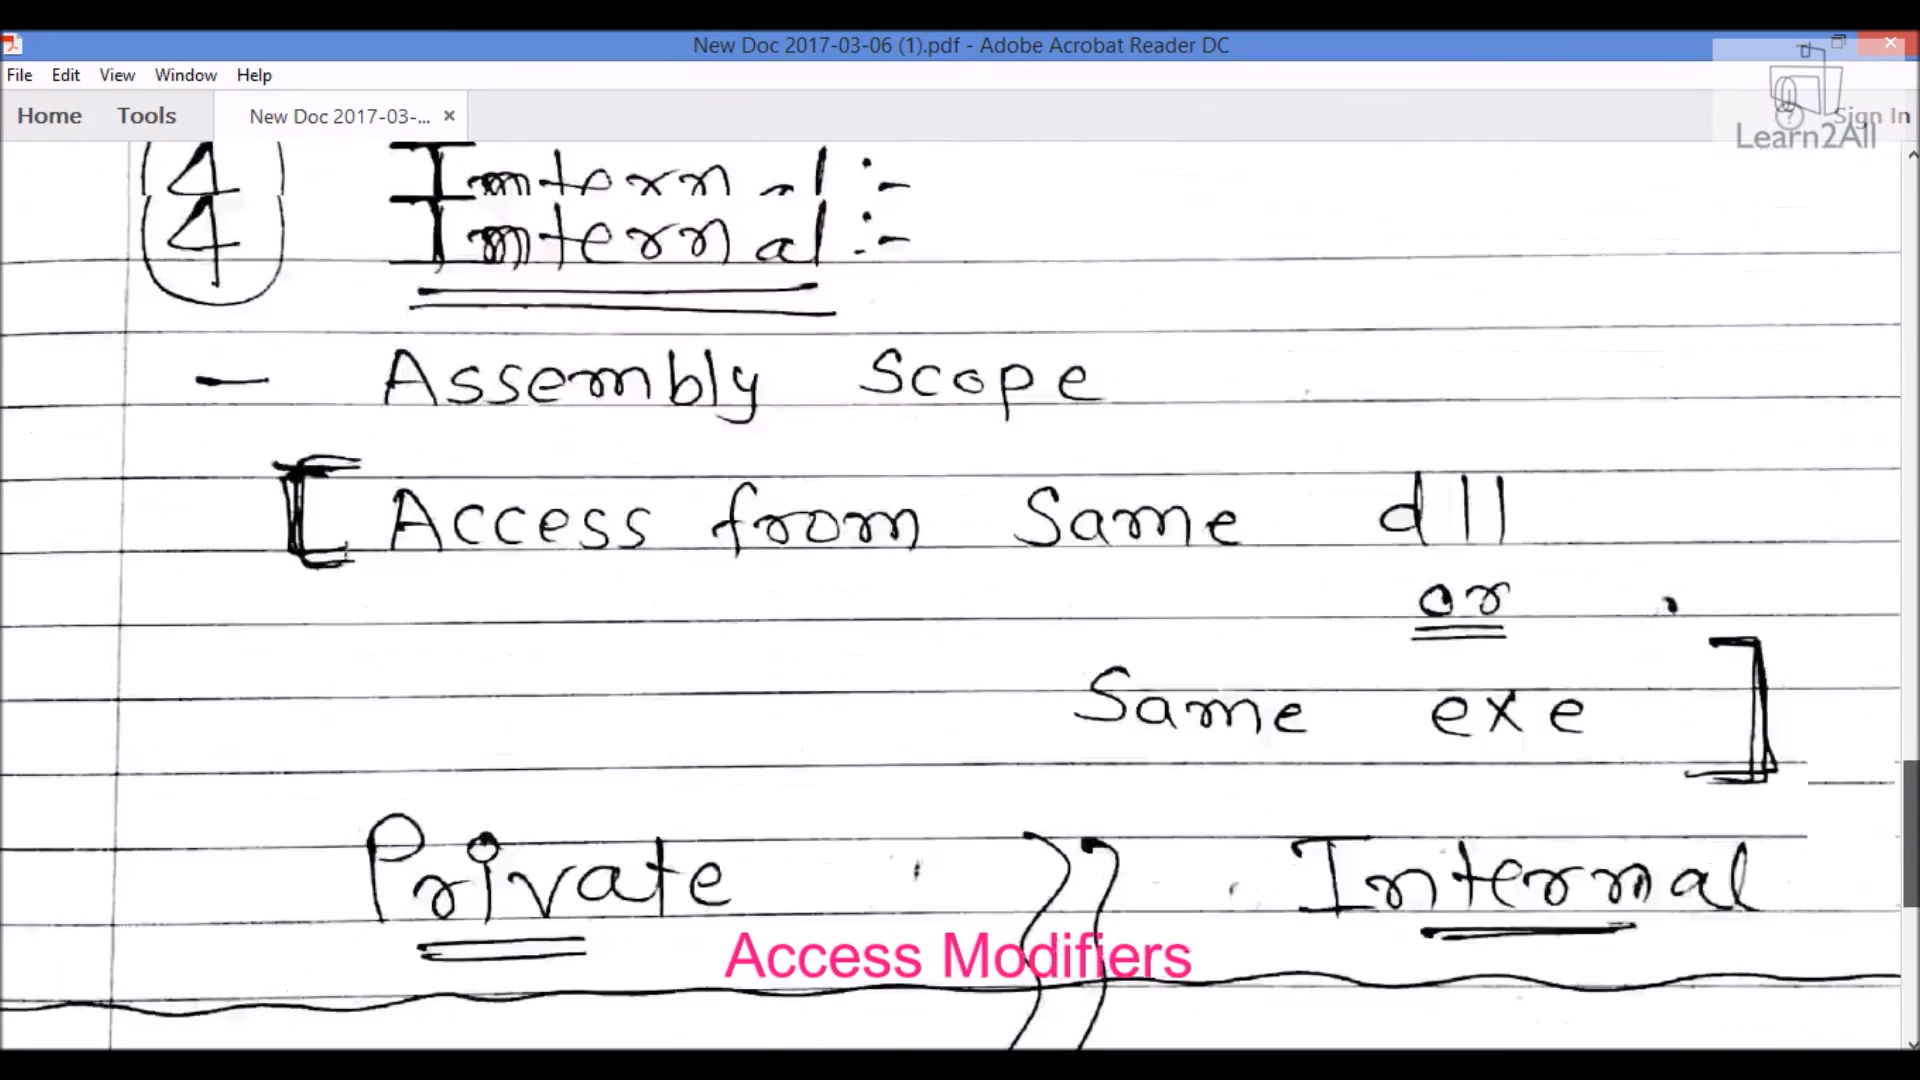 New Doc 2017-03-06 (1).pdf - Adobe Acrobat Reader DC
File Edit View Window Help
Home Tools New Doc 2017-03-... × Sign In
Learn2All
4 Internal :-
4 Internal :-
— Assembly Scope
[ Access from Same dll
or
Same exe ]
Private Internal
Access Modifiers